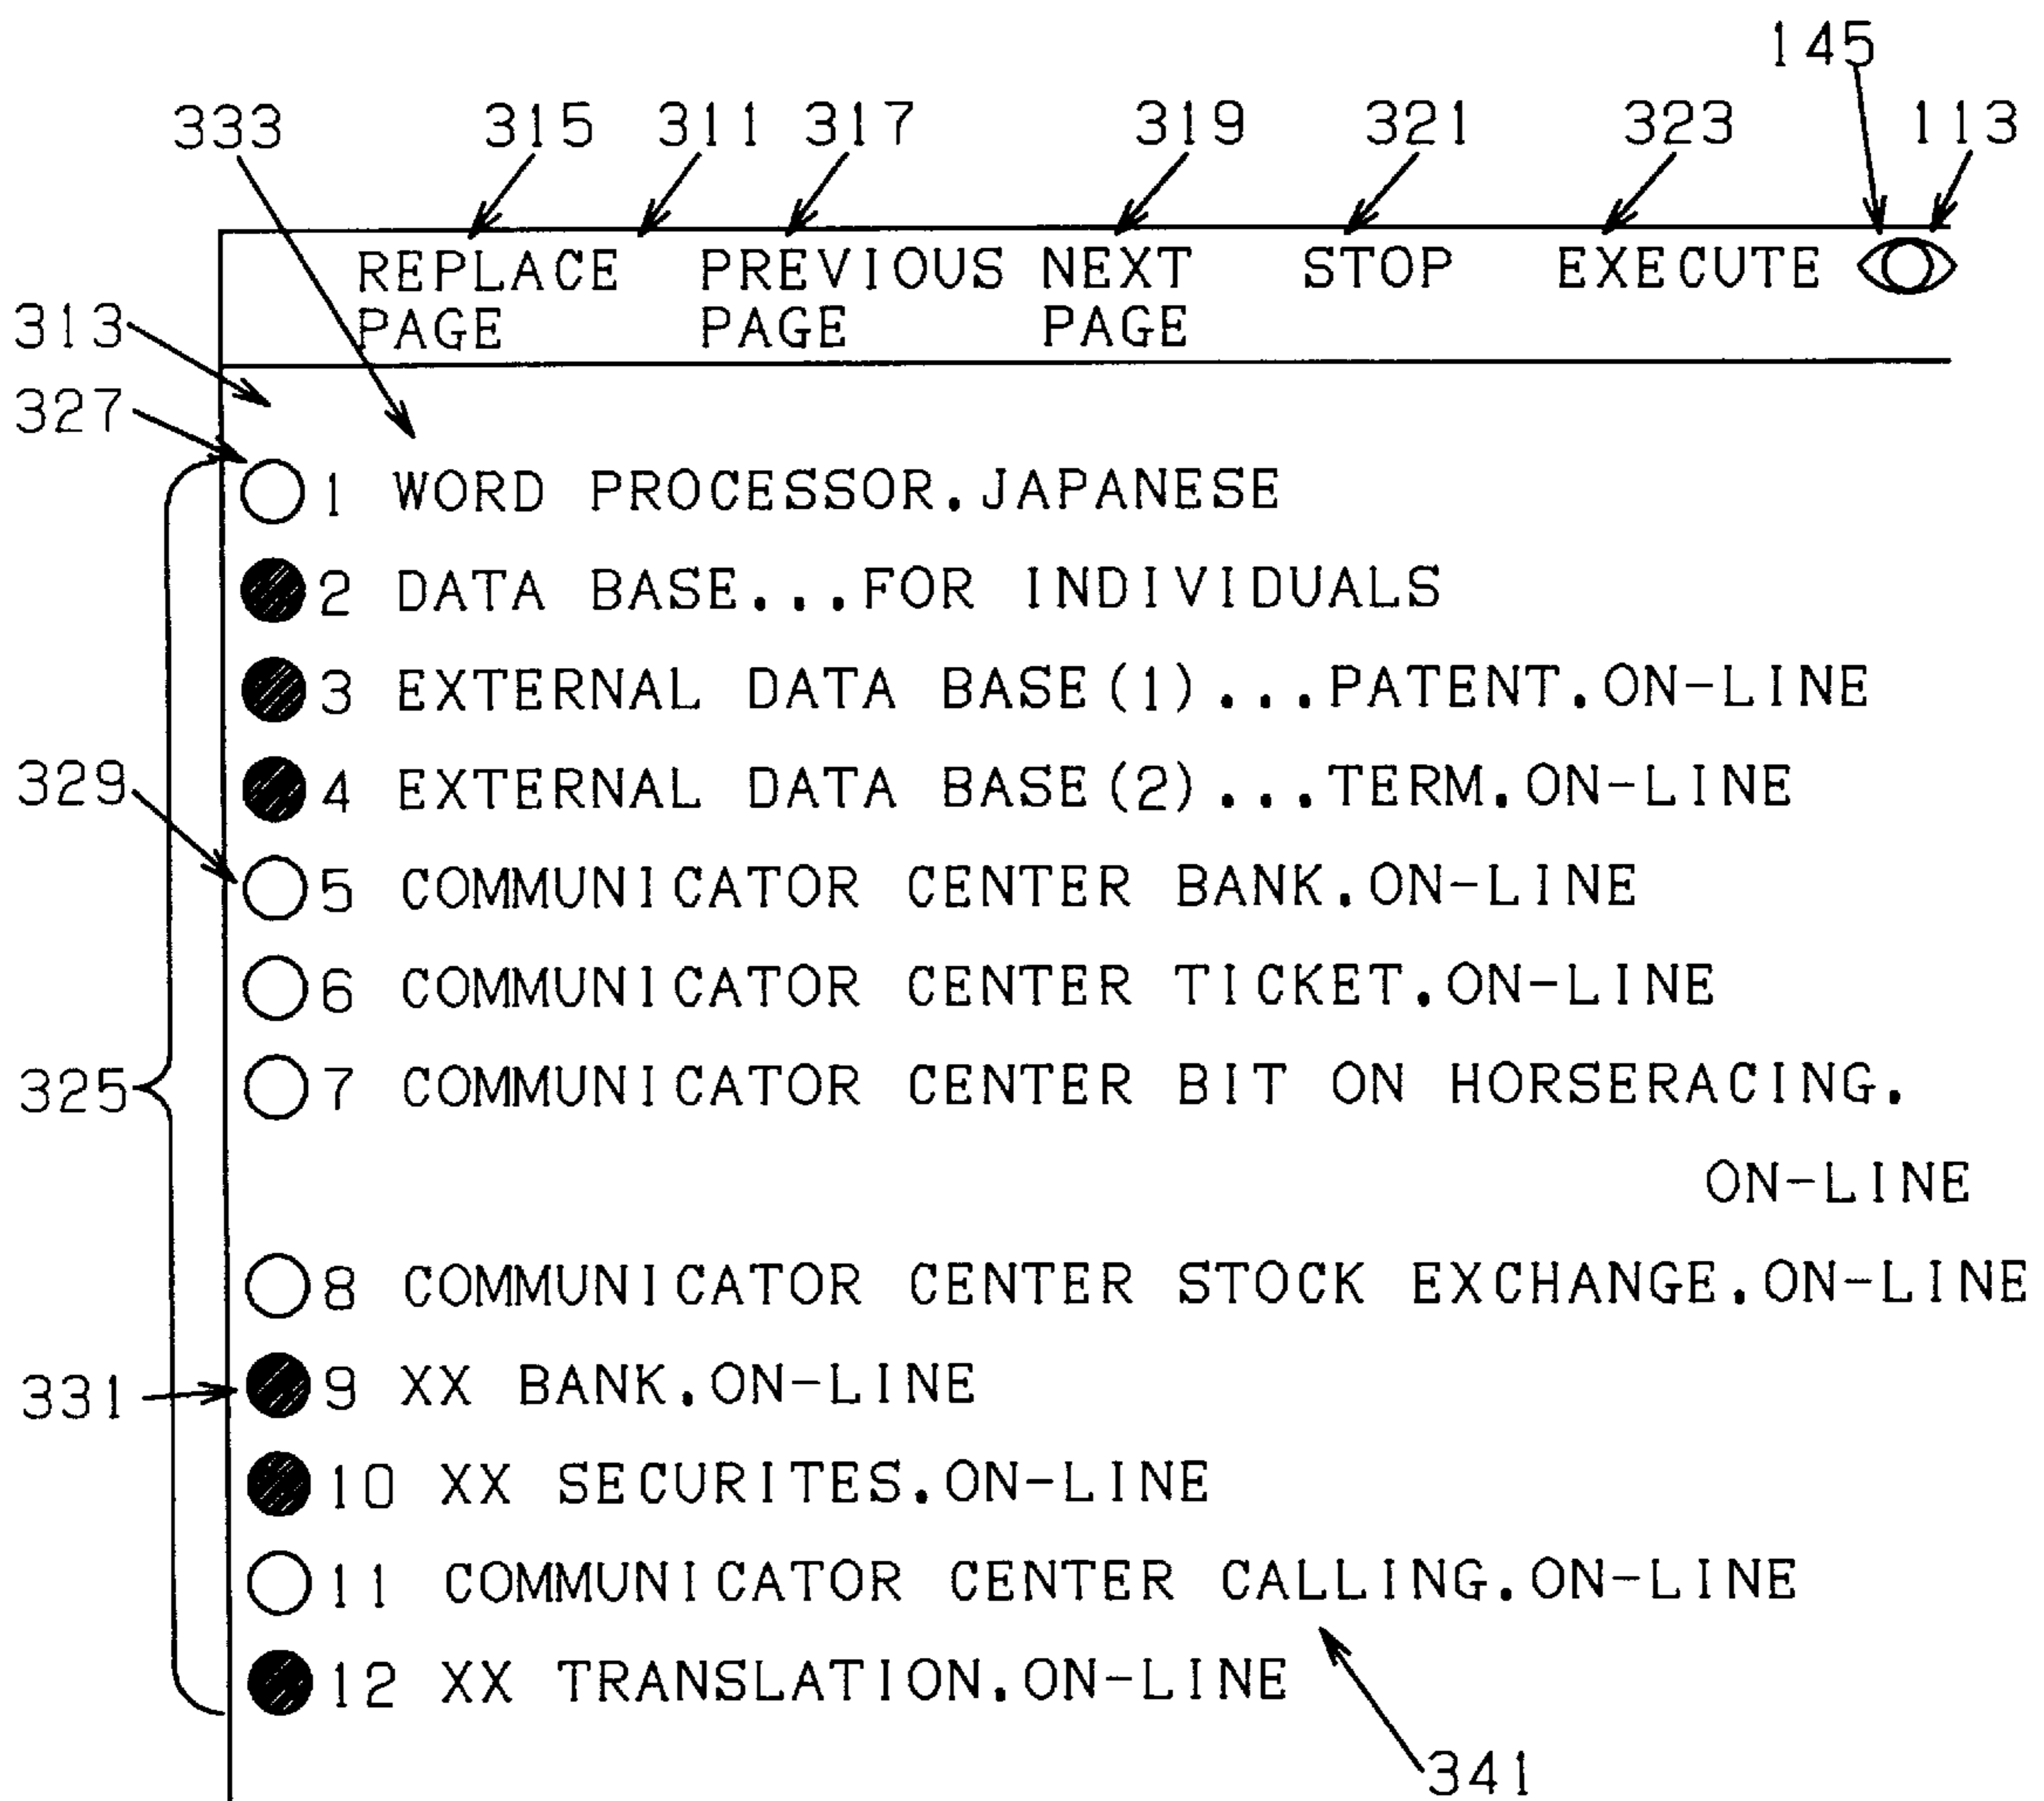 145
333 315 311 317 319 321 323 113
REPLACE PREVIOUS NEXT STOP EXECUTE
PAGE PAGE PAGE
313
327
1 WORD PROCESSOR.JAPANESE
2 DATA BASE...FOR INDIVIDUALS
3 EXTERNAL DATA BASE(1)...PATENT.ON-LINE
329 4 EXTERNAL DATA BASE(2)...TERM.ON-LINE
5 COMMUNICATOR CENTER BANK.ON-LINE
6 COMMUNICATOR CENTER TICKET.ON-LINE
325 7 COMMUNICATOR CENTER BIT ON HORSERACING.
ON-LINE
8 COMMUNICATOR CENTER STOCK EXCHANGE.ON-LINE
331 9 XX BANK.ON-LINE
10 XX SECURITES.ON-LINE
11 COMMUNICATOR CENTER CALLING.ON-LINE
12 XX TRANSLATION.ON-LINE
341